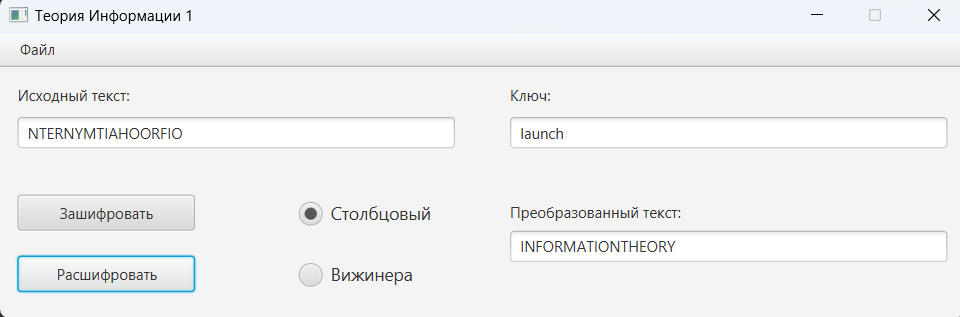 Теория Информации 1
Файл
Исходный текст:
Ключ:
NTERNYMTIAHOORFIO
launch
Зашифровать
Столбцовый
Преобразованный текст:
INFORMATIONTHEORY
Расшифровать
Вижинера